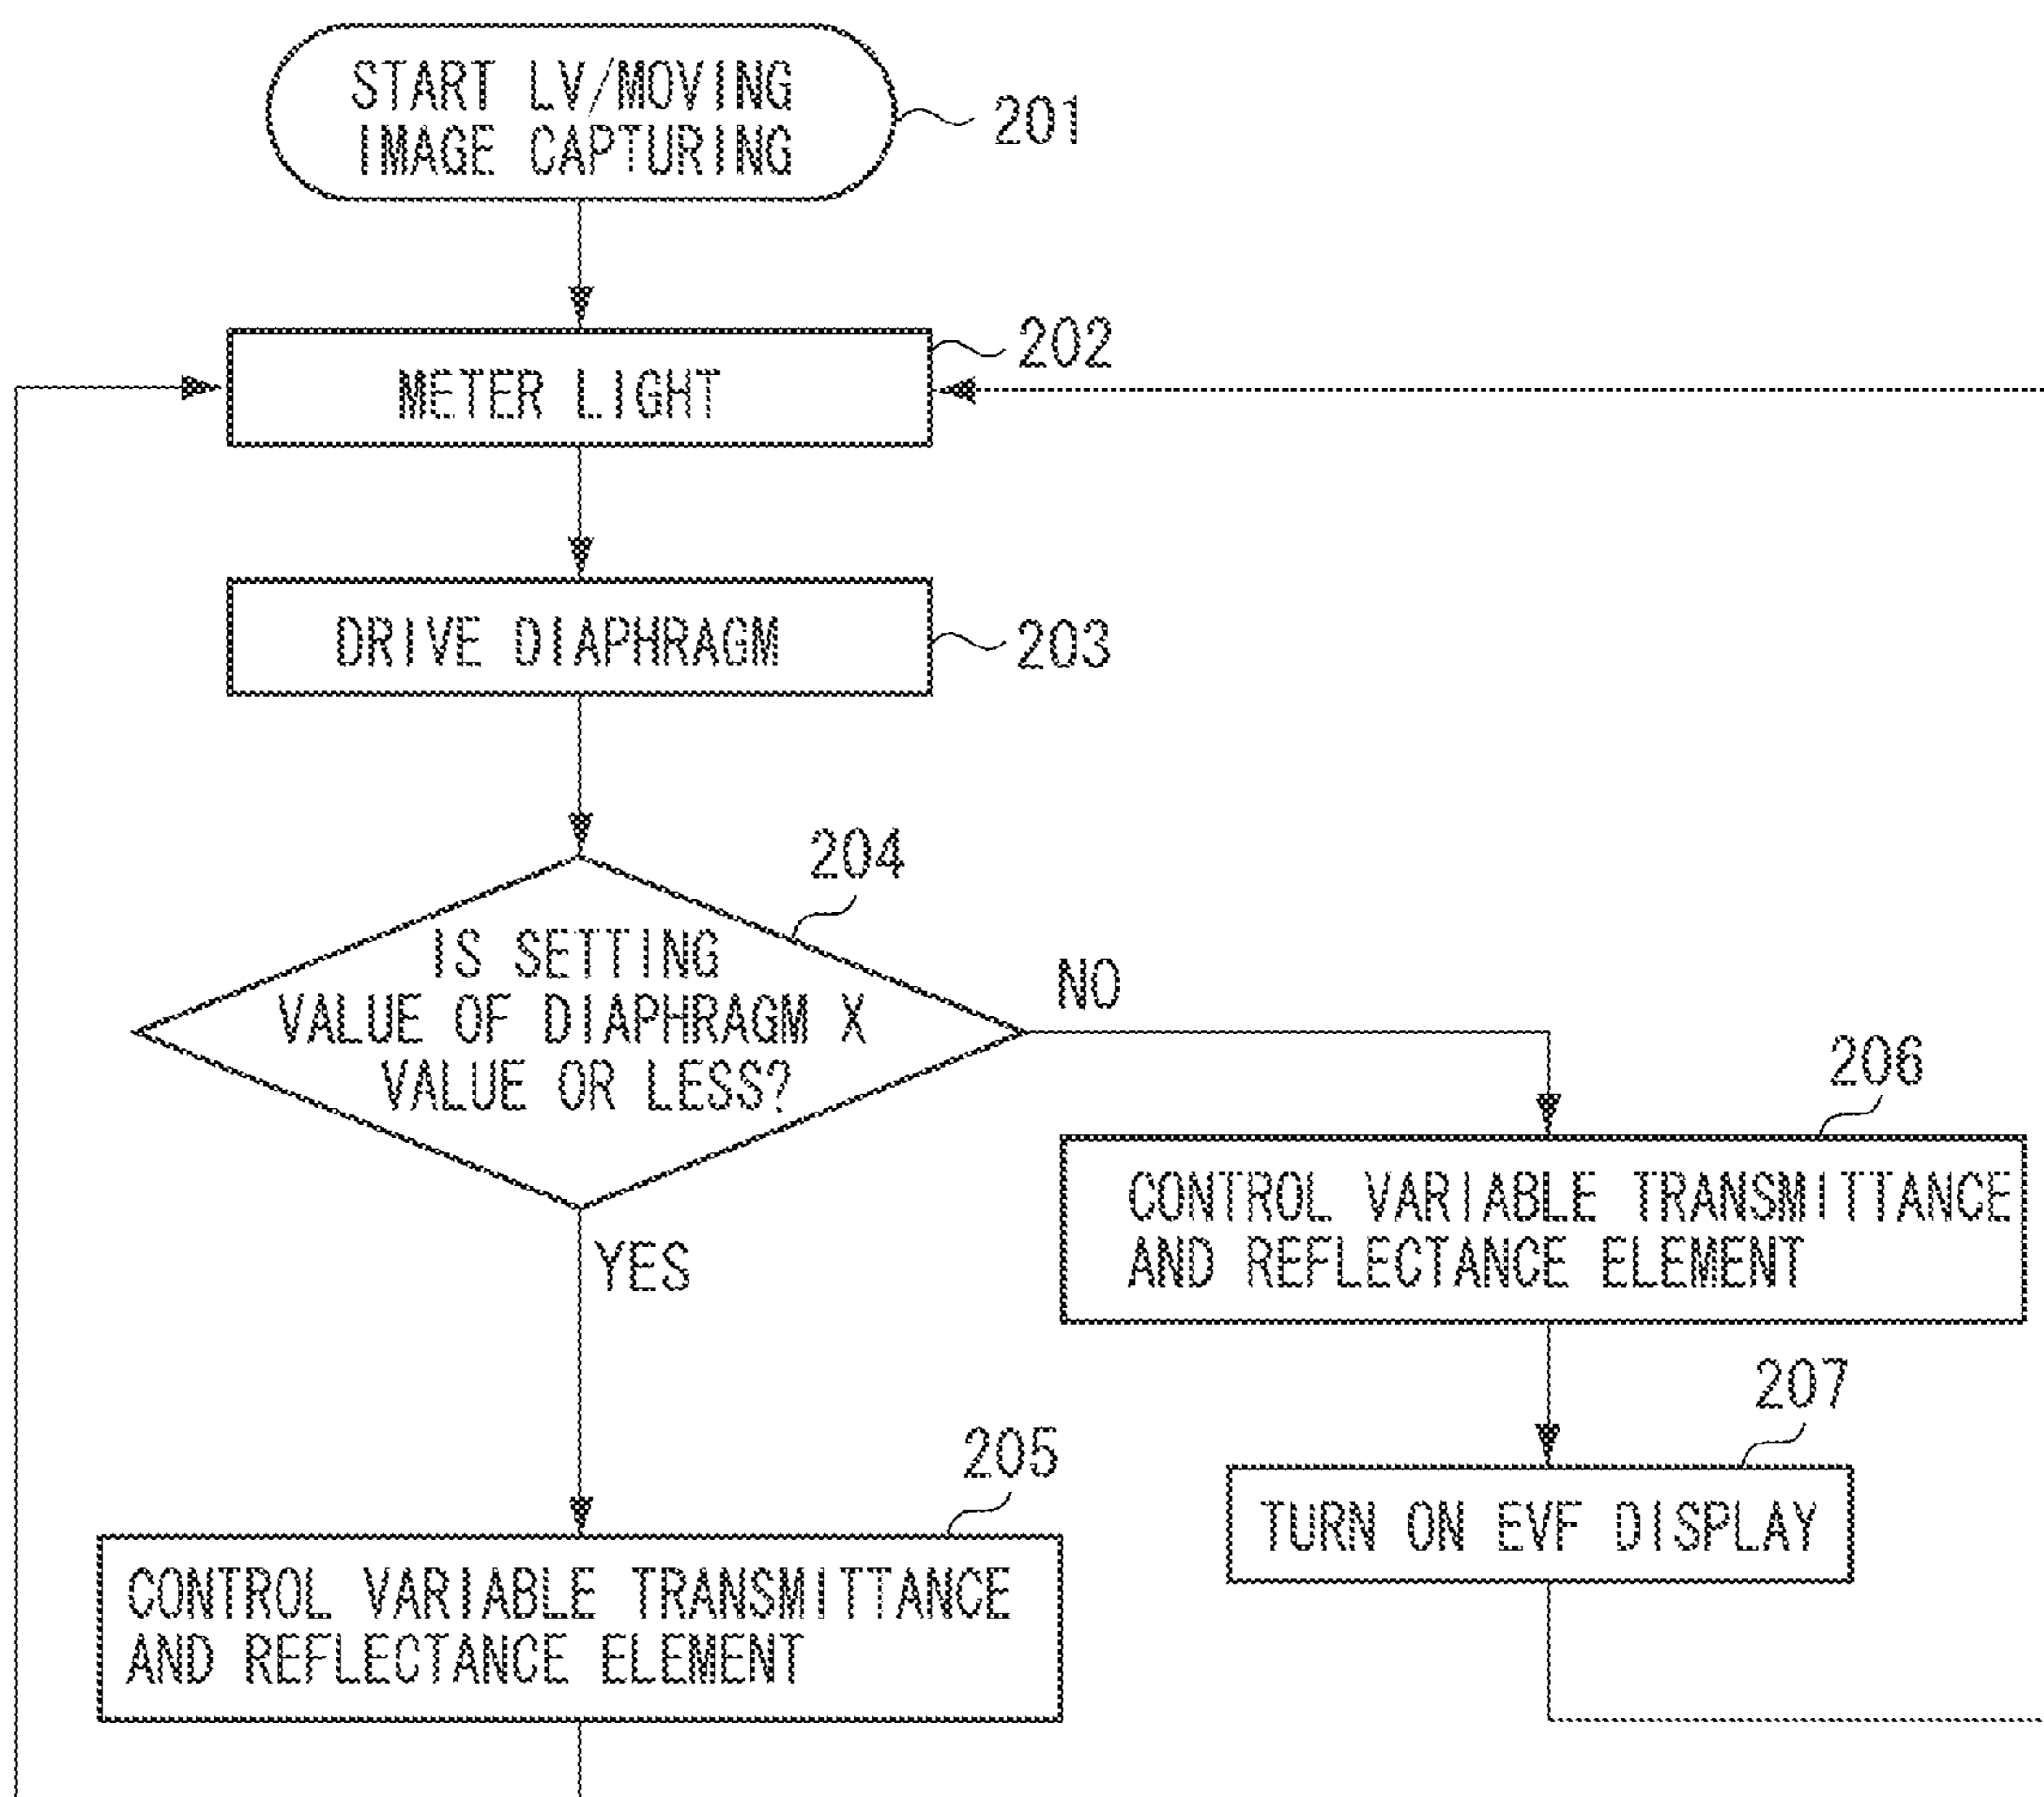 START LV/MOVING
IMAGE CAPTURING
201
202
METER LIGHT
DRIVE DIAPHRAGM
203
204
IS SETTING
VALUE OF DIAPHRAGM X
VALUE OR LESS?
NO
YES
206
CONTROL VARIABLE TRANSMITTANCE
AND REFLECTANCE ELEMENT
207
TURN ON EVF DISPLAY
205
CONTROL VARIABLE TRANSMITTANCE
AND REFLECTANCE ELEMENT